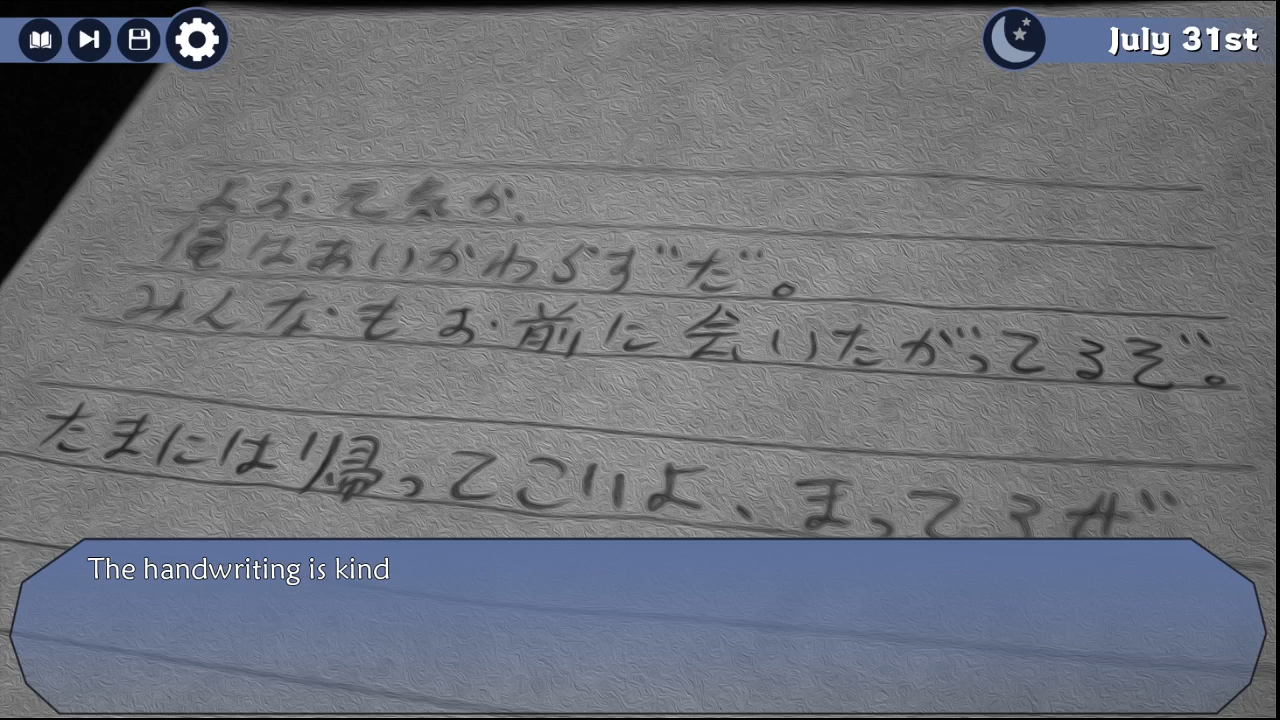 July 31st
よお元気か。
俺はあいかわらずだ。
みんなもお前に会いたがってるぞ。
たまには帰ってこいよ、まってるぜ
The handwriting is kind